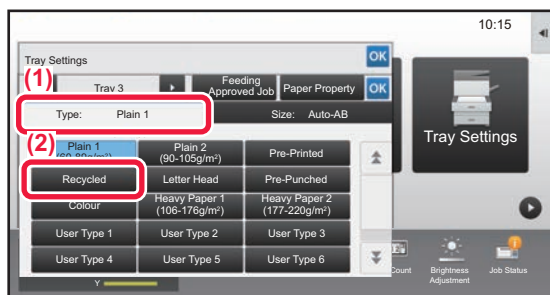 10:15
Tray Settings
OK
(1)
Tray 3
Feeding
Approved Job
Paper Property
OK
Type: Plain 1
Size: Auto-AB
Tray Settings
(2)
Plain 1
Plain 2
(90-105g/m²)
Pre-Printed
Recycled
Letter Head
Pre-Punched
Colour
Heavy Paper 1
(106-176g/m²)
Heavy Paper 2
(177-220g/m²)
User Type 1
User Type 2
User Type 3
User Type 4
User Type 5
User Type 6
Count
Brightness
Adjustment
Job Status
Y